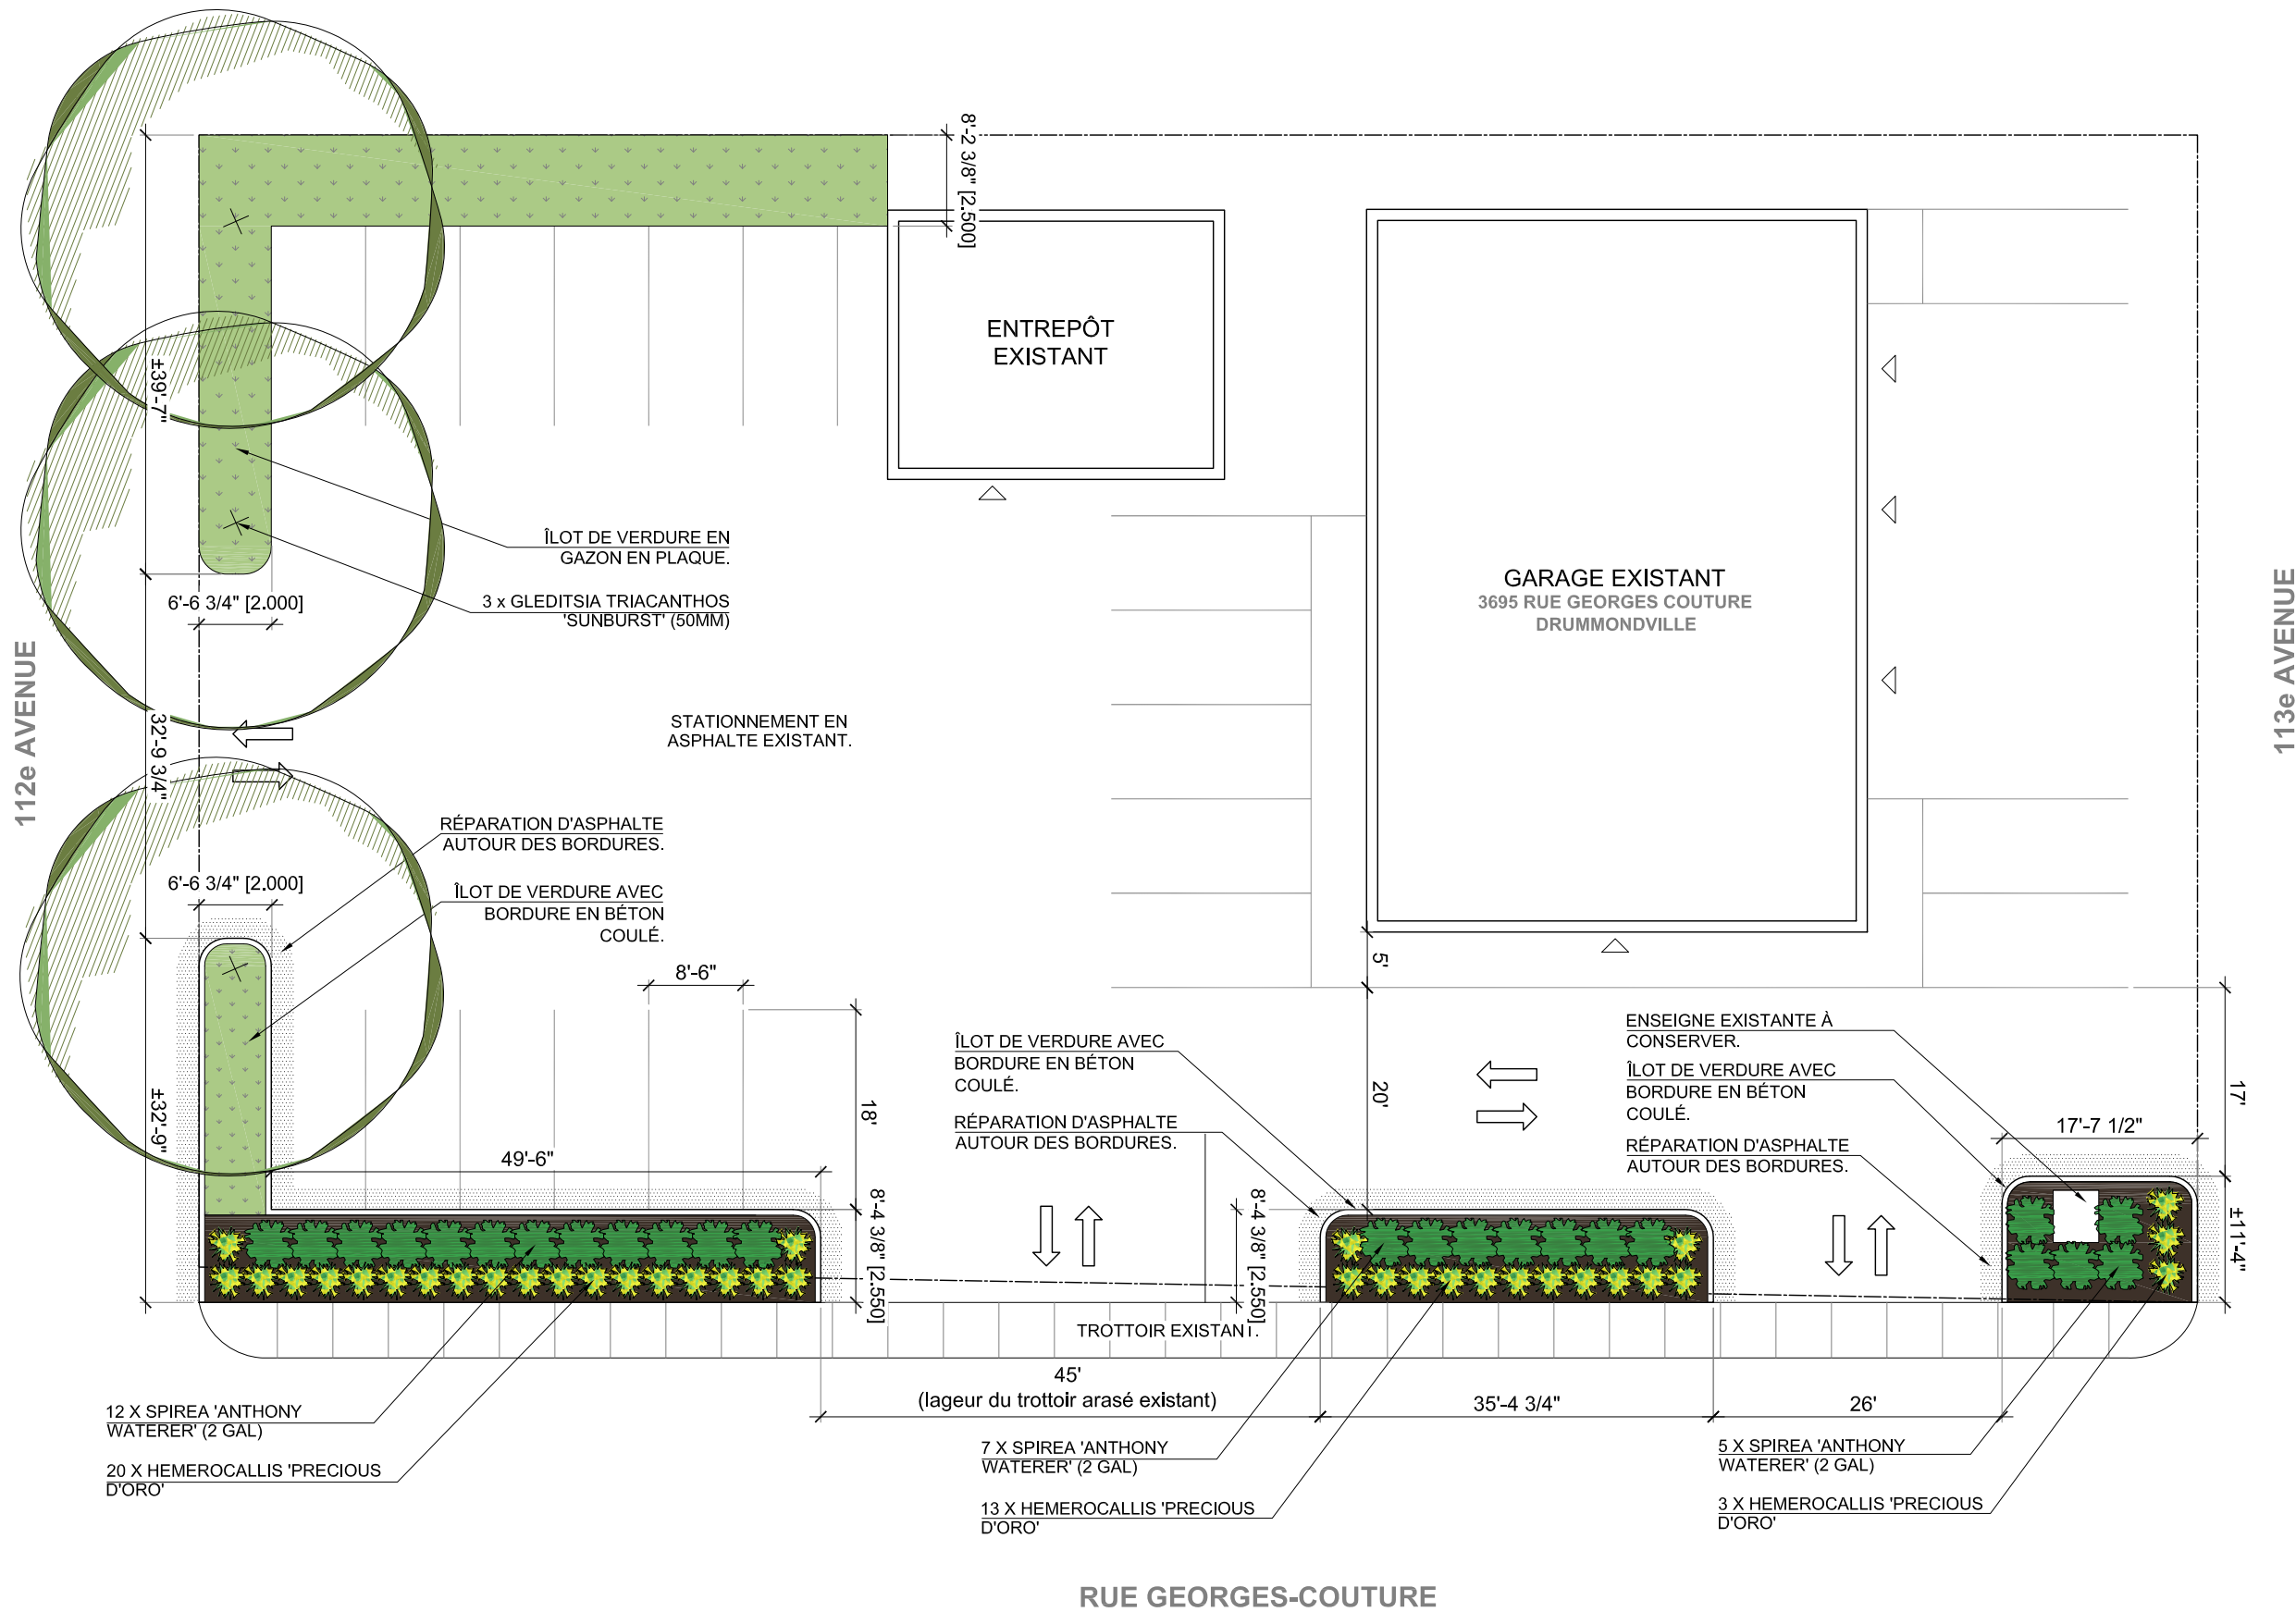 8'-2 3/8" [2.500]
ENTREPÔT
EXISTANT
±39'-7"
ÎLOT DE VERDURE EN
GAZON EN PLAQUE.
3 x GLEDITSIA TRIACANTHOS
'SUNBURST' (50MM)
6'-6 3/4" [2.000]
GARAGE EXISTANT
3695 RUE GEORGES COUTURE
DRUMMONDVILLE
112e AVENUE
113e AVENUE
32'-9 3/4"
STATIONNEMENT EN
ASPHALTE EXISTANT.
RÉPARATION D'ASPHALTE
AUTOUR DES BORDURES.
6'-6 3/4" [2.000]
ÎLOT DE VERDURE AVEC
BORDURE EN BÉTON
COULÉ.
8'-6"
5'
±32'-9"
18'
49'-6"
8'-4 3/8" [2.550]
ÎLOT DE VERDURE AVEC
BORDURE EN BÉTON
COULÉ.
RÉPARATION D'ASPHALTE
AUTOUR DES BORDURES.
20'
8'-4 3/8" [2.550]
ENSEIGNE EXISTANTE À
CONSERVER.
ÎLOT DE VERDURE AVEC
BORDURE EN BÉTON
COULÉ.
RÉPARATION D'ASPHALTE
AUTOUR DES BORDURES.
17'
17'-7 1/2"
±11'-4"
TROTTOIR EXISTANT.
45'
(lageur du trottoir arasé existant)
35'-4 3/4"
26'
12 X SPIREA 'ANTHONY
WATERER' (2 GAL)
20 X HEMEROCALLIS 'PRECIOUS
D'ORO'
7 X SPIREA 'ANTHONY
WATERER' (2 GAL)
13 X HEMEROCALLIS 'PRECIOUS
D'ORO'
5 X SPIREA 'ANTHONY
WATERER' (2 GAL)
3 X HEMEROCALLIS 'PRECIOUS
D'ORO'
RUE GEORGES-COUTURE